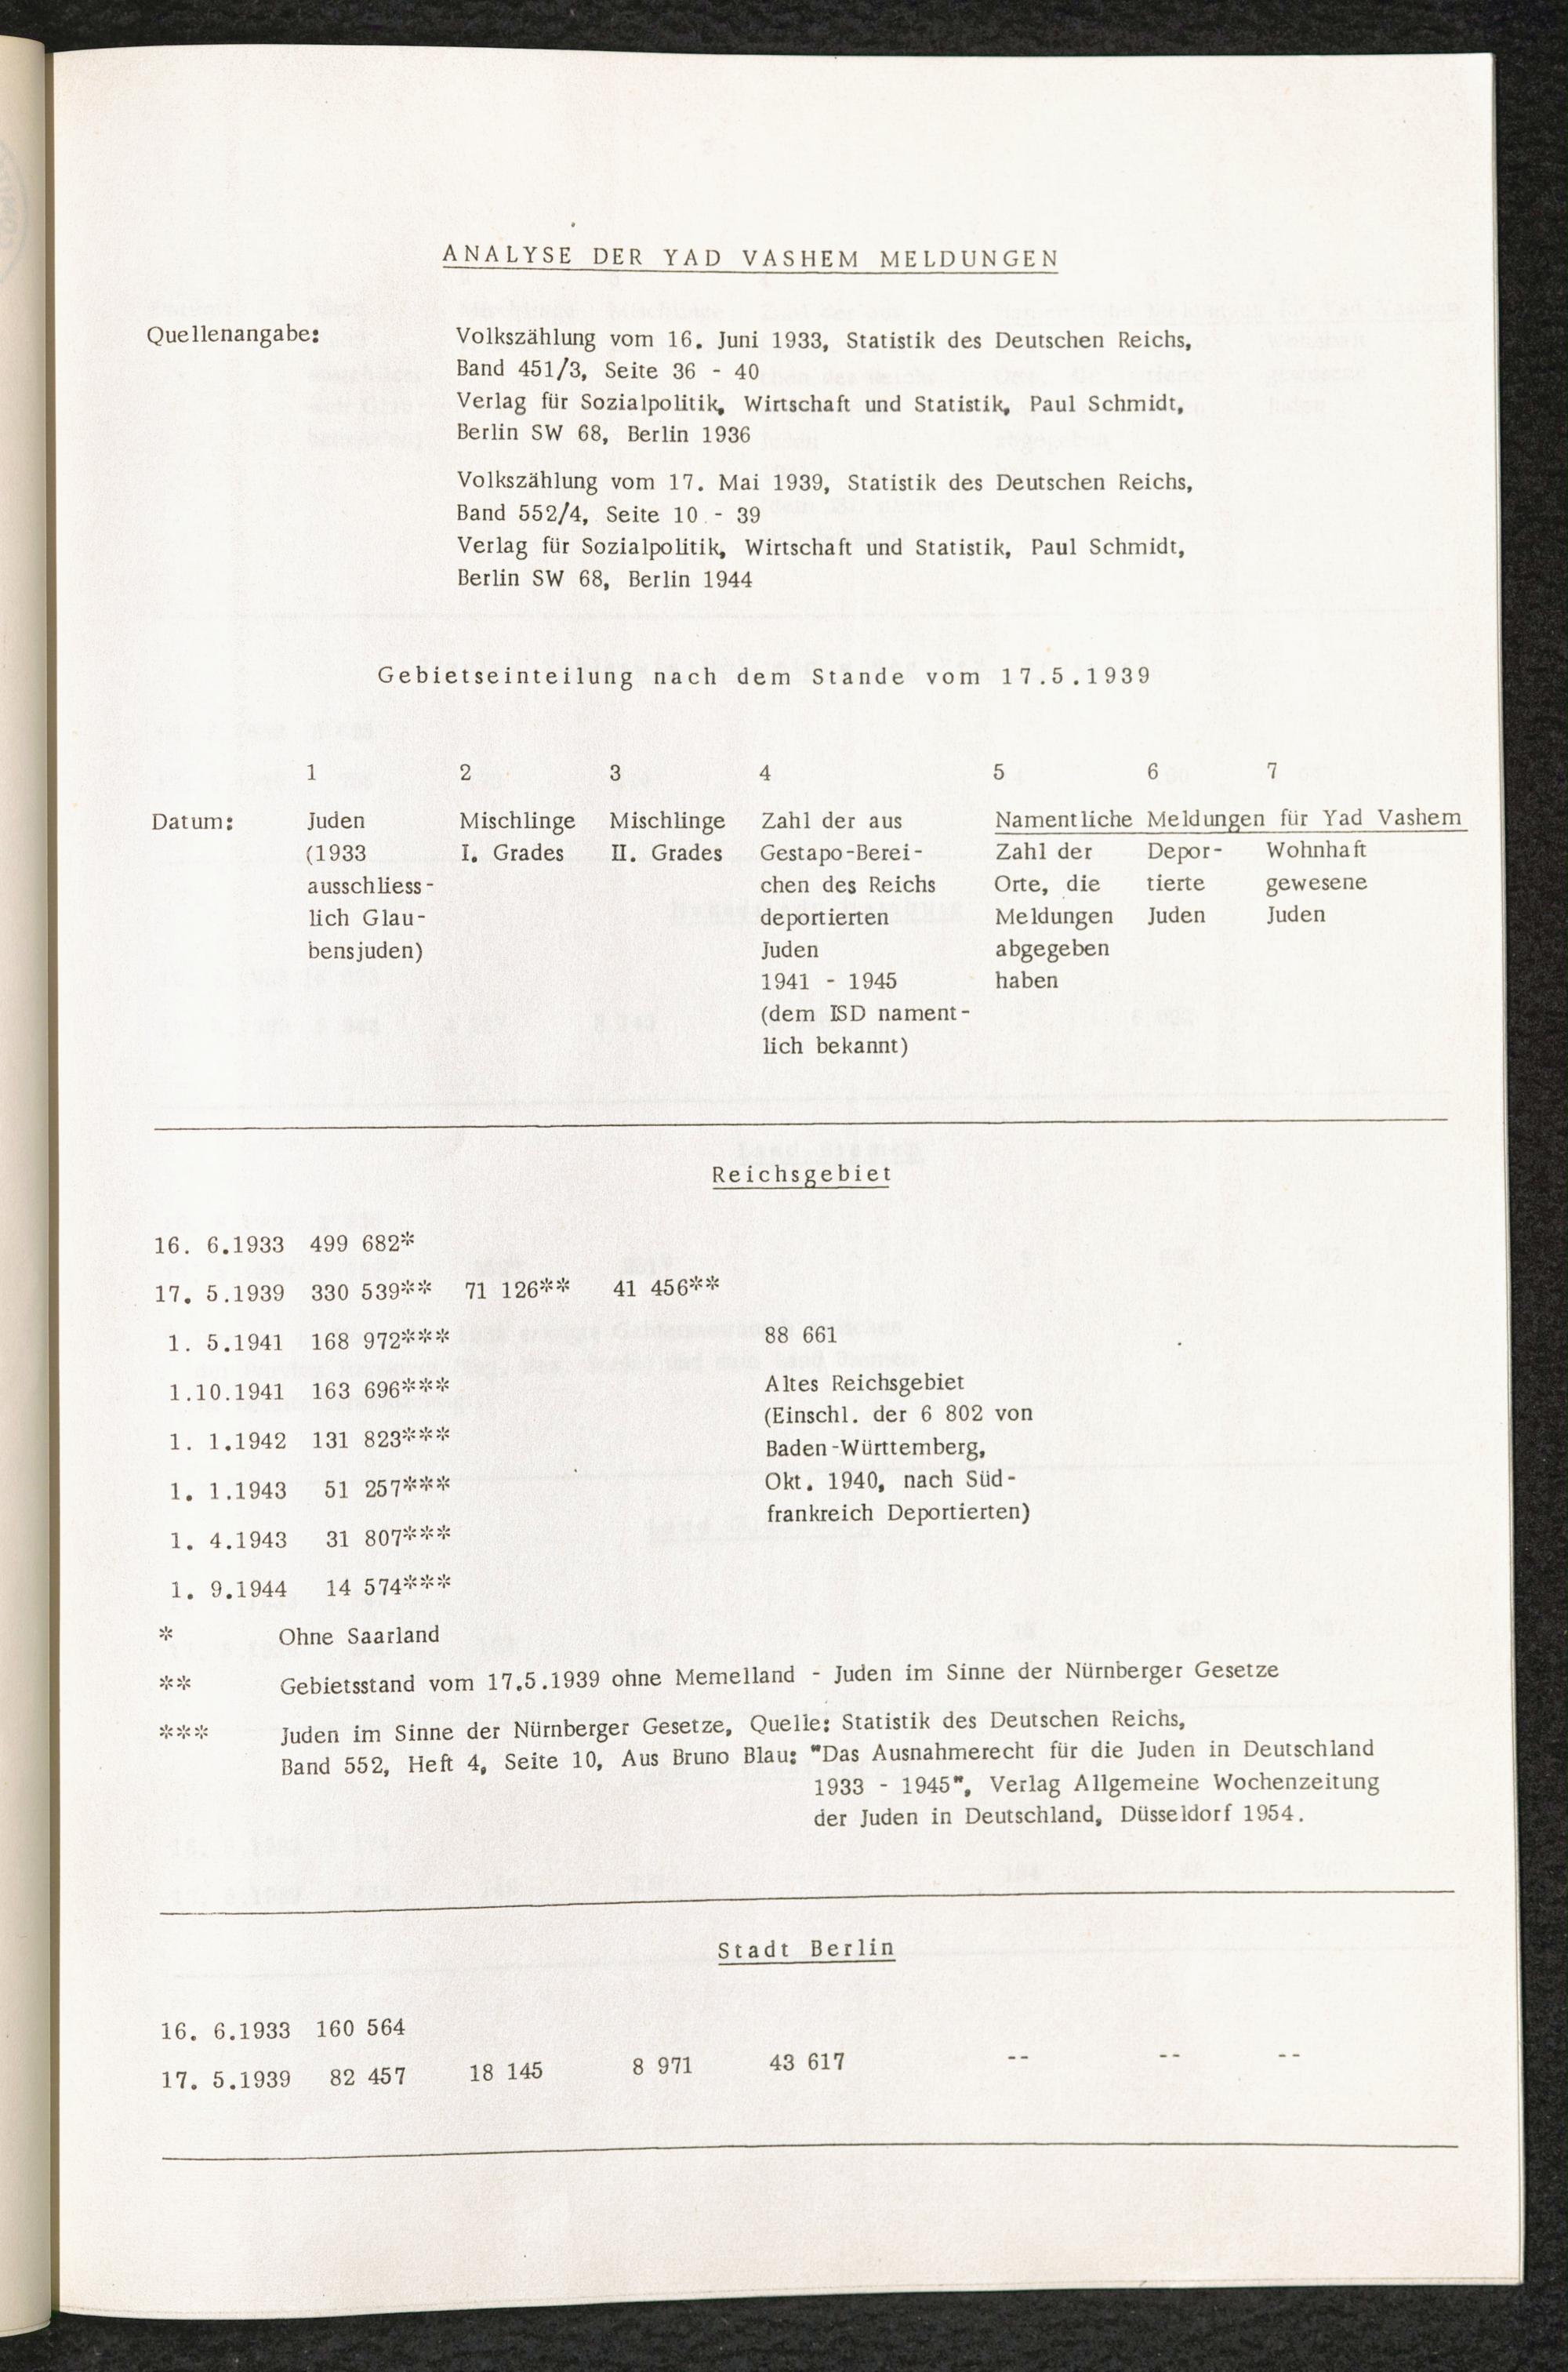 ANALYSE DER YAD VASHEM MELDUNGEN
Quellenangabe: Volkszählung vom 16. Juni 1933, Statistik des Deutschen Reichs,
Band 451/3, Seite 36 - 40
Verlag für Sozialpolitik, Wirtschaft und Statistik, Paul Schmidt,
Berlin SW 68, Berlin 1936
Volkszählung vom 17. Mai 1939, Statistik des Deutschen Reichs,
Band 552/4, Seite 10 - 39
Verlag für Sozialpolitik, Wirtschaft und Statistik, Paul Schmidt,
Berlin SW 68, Berlin 1944
Gebietseinteilung nach dem Stande vom 17.5.1939
1 2 3 4 5 6 7
Datum: Juden Mischlinge Mischlinge Zahl der aus Namentliche Meldungen für Yad Vashem
(1933 I. Grades II. Grades Gestapo-Berei- Zahl der Depor- Wohnhaft
ausschliess- chen des Reichs Orte, die tierte gewesene
lich Glau- deportierten Meldungen Juden Juden
bensjuden) Juden abgegeben
1941 - 1945 haben
(dem ISD nament-
lich bekannt)
Reichsgebiet
16. 6.1933 499 682*
17. 5.1939 330 539** 71 126** 41 456**
1. 5.1941 168 972*** 88 661
1.10.1941 163 696*** Altes Reichsgebiet
(Einschl. der 6 802 von
1. 1.1942 131 823*** Baden-Württemberg,
1. 1.1943 51 257*** Okt. 1940, nach Süd-
frankreich Deportierten)
1. 4.1943 31 807***
1. 9.1944 14 574***
* Ohne Saarland
** Gebietsstand vom 17.5.1939 ohne Memelland - Juden im Sinne der Nürnberger Gesetze
*** Juden im Sinne der Nürnberger Gesetze, Quelle: Statistik des Deutschen Reichs,
Band 552, Heft 4, Seite 10, Aus Bruno Blau: "Das Ausnahmerecht für die Juden in Deutschland
1933 - 1945", Verlag Allgemeine Wochenzeitung
der Juden in Deutschland, Düsseldorf 1954.
Stadt Berlin
16. 6.1933 160 564
17. 5.1939 82 457 18 145 8 971 43 617 -- -- --